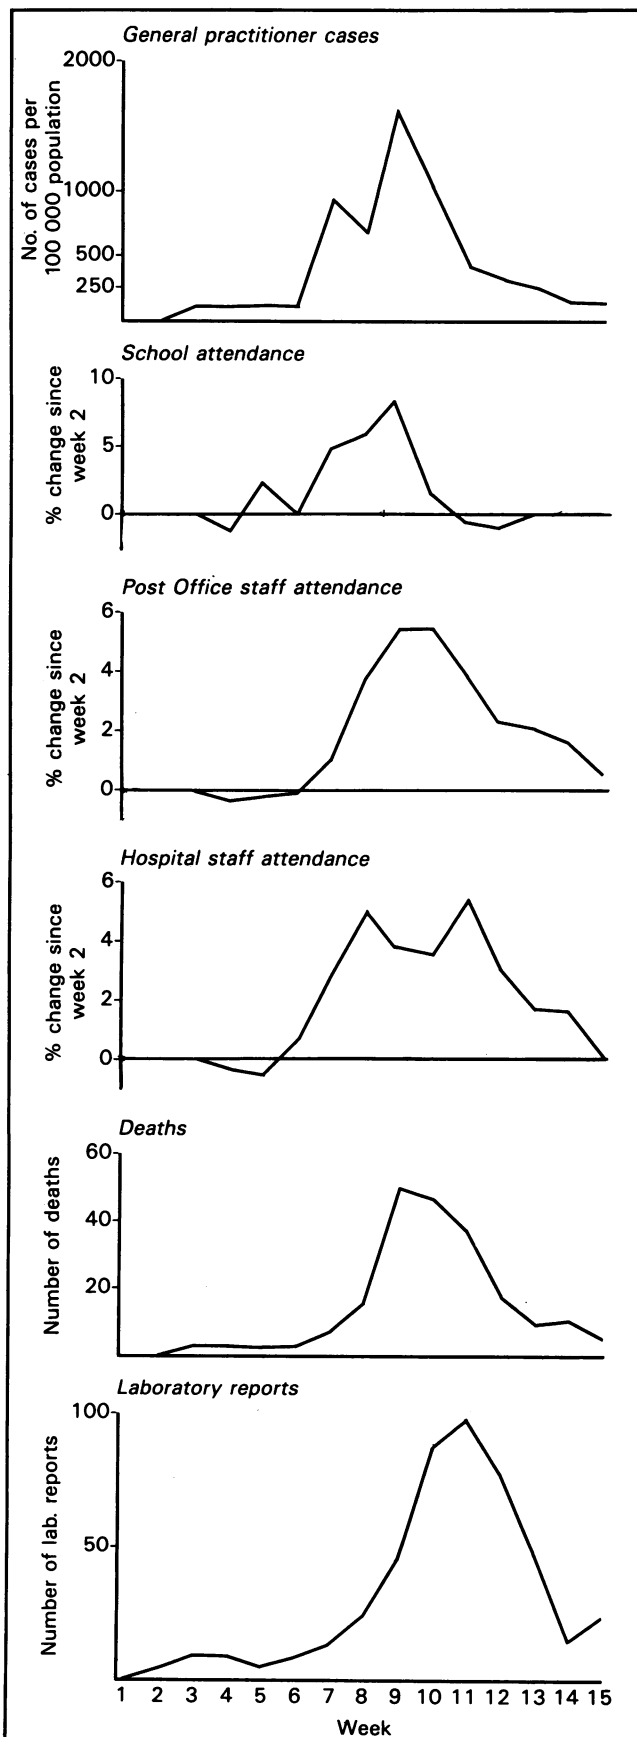 General practitioner cases
No. of cases per
100 000 population
2000
1000
500
250
School attendance
% change since
week 2
10
5
0
Post Office staff attendance
% change since
week 2
6
4
2
0
Hospital staff attendance
% change since
week 2
6
4
2
0
Deaths
Number of deaths
60
40
20
Laboratory reports
Number of lab. reports
100
50
1 2 3 4 5 6 7 8 9 10 11 12 13 14 15
Week